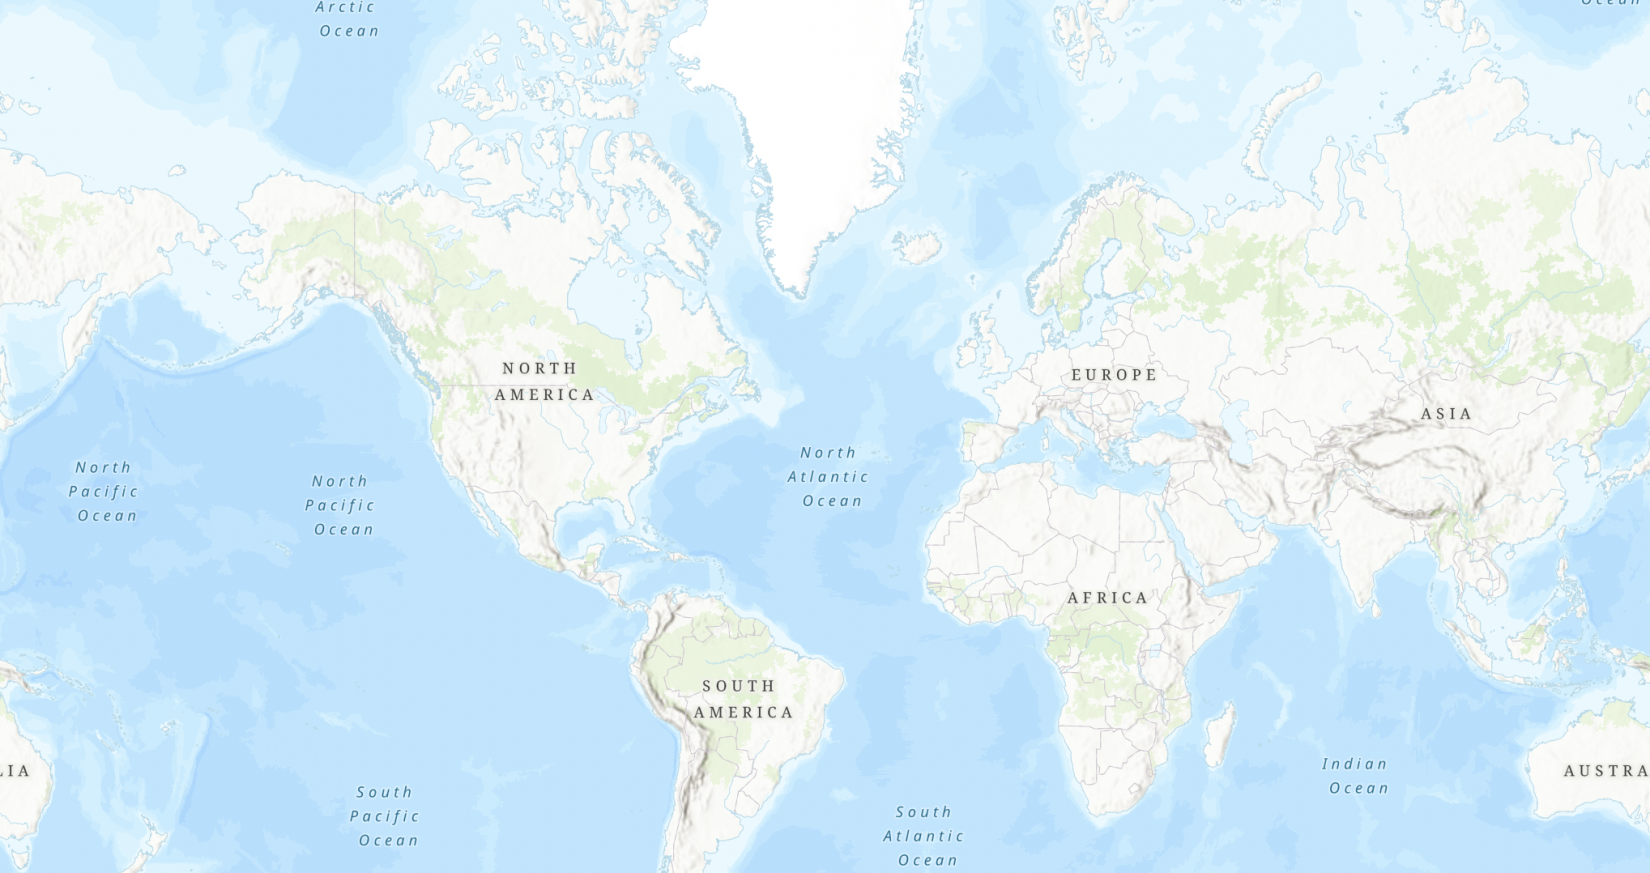 Arctic
Ocean
Ocean
NORTH
AMERICA
EUROPE
ASIA
North
Pacific
Ocean
North
Pacific
Ocean
North
Atlantic
Ocean
AFRICA
SOUTH
AMERICA
LIA
South
Pacific
Ocean
South
Atlantic
Ocean
Indian
Ocean
AUSTRA